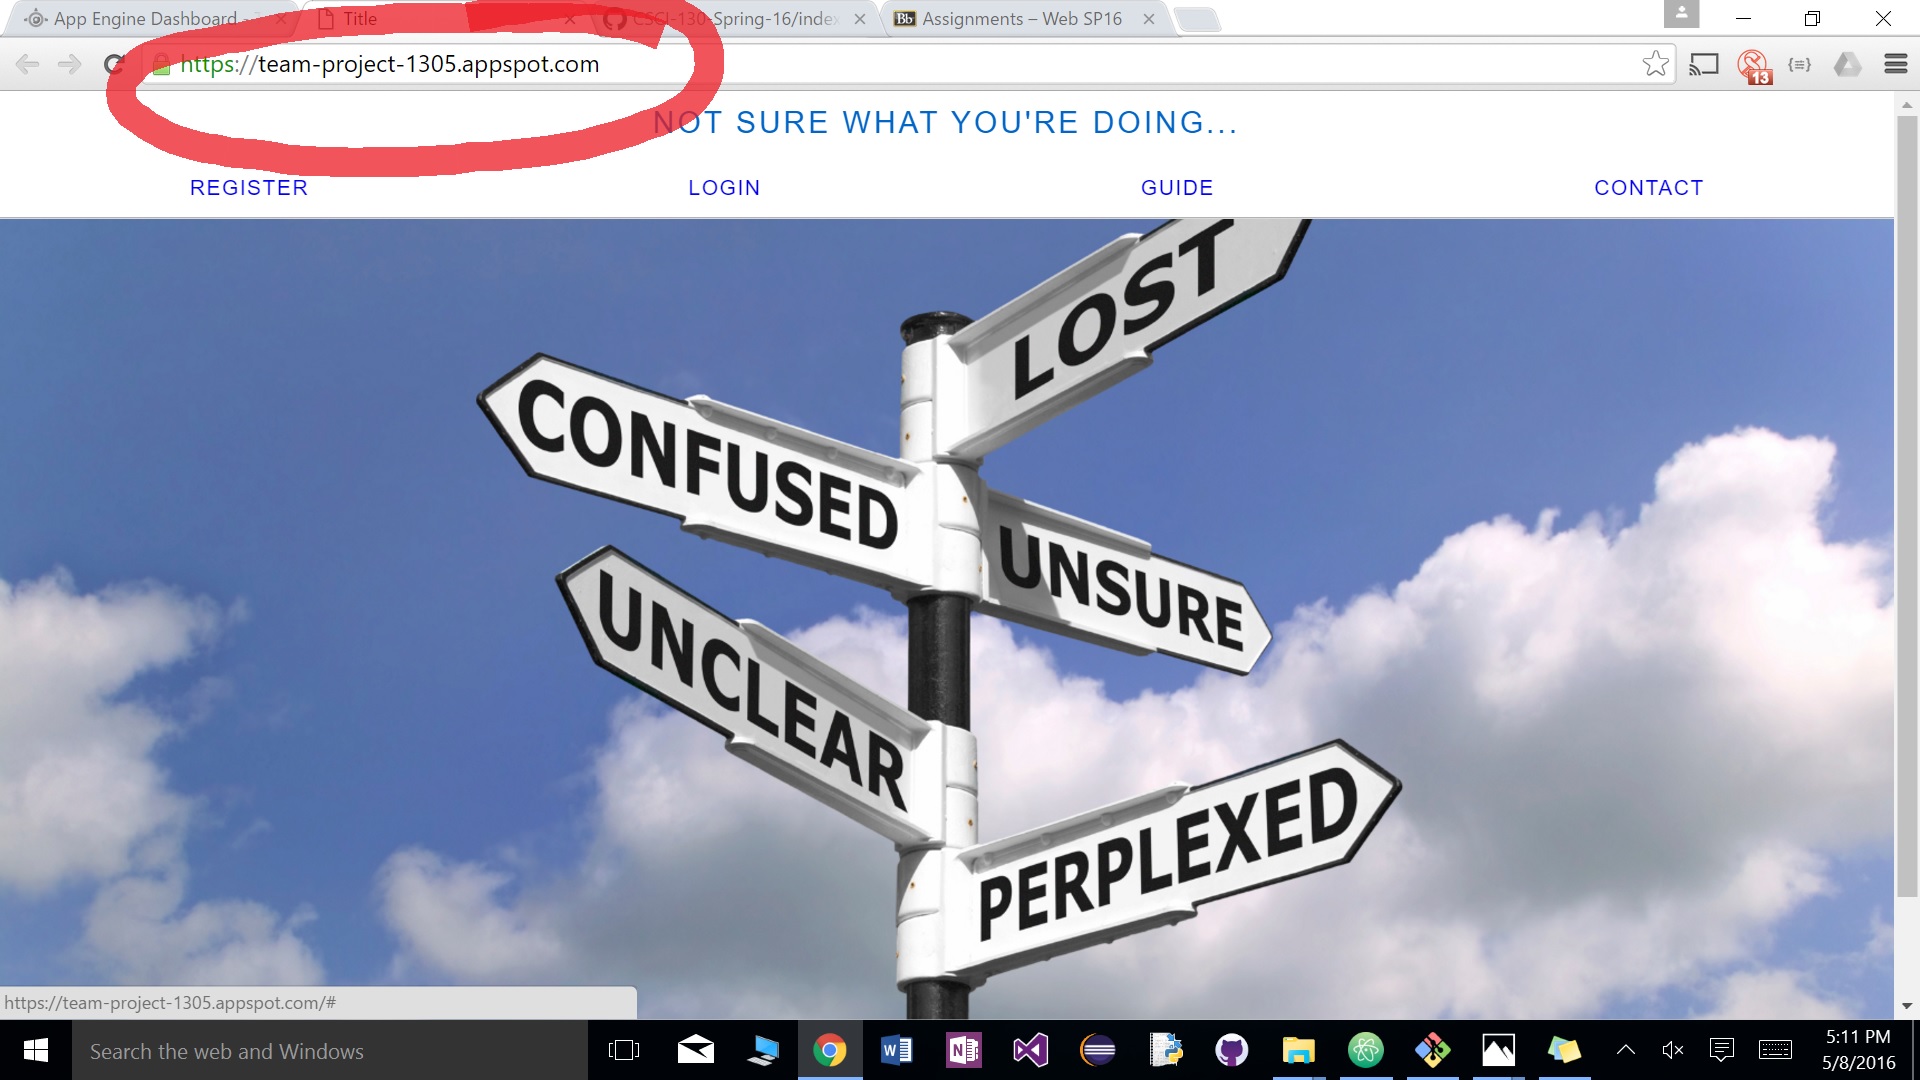 App Engine Dashboard -
Title
CSCI-130-Spring-16/index
Bb Assignments – Web SP16
https://team-project-1305.appspot.com
13
NOT SURE WHAT YOU'RE DOING...
REGISTER LOGIN GUIDE CONTACT
LOST
CONFUSED
UNSURE
UNCLEAR
PERPLEXED
https://team-project-1305.appspot.com/#
Search the web and Windows
5:11 PM
5/8/2016